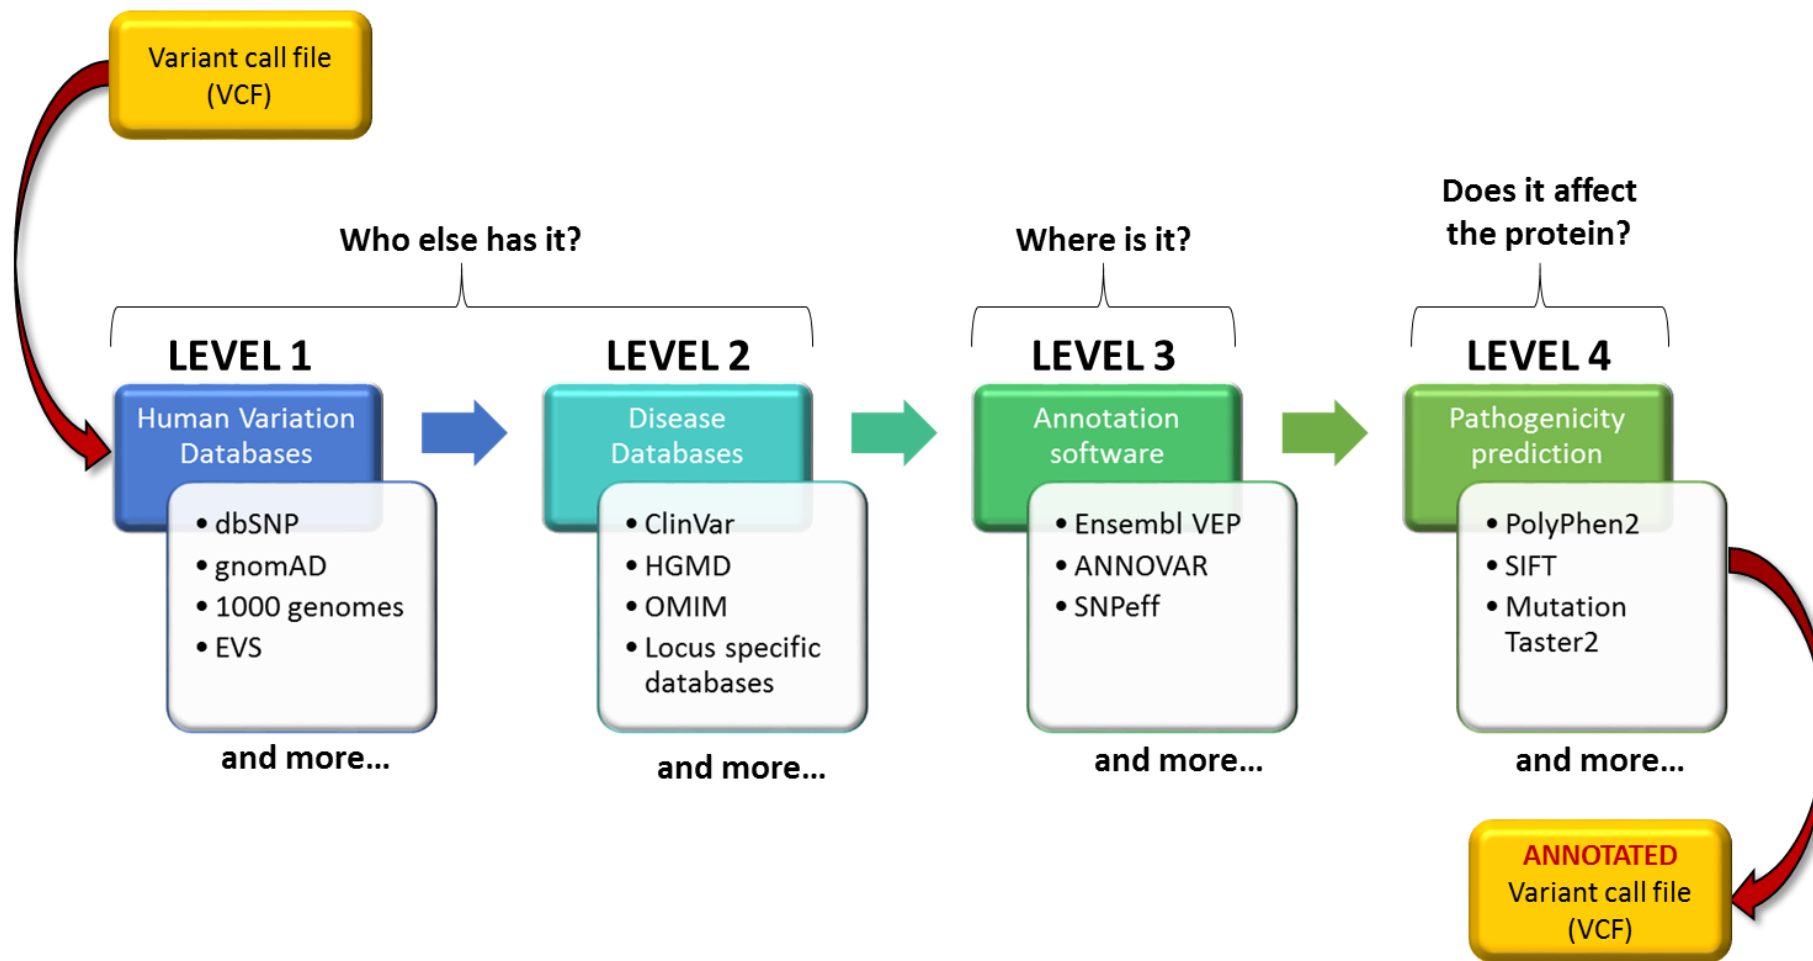 Variant call file
(VCF)
Who else has it?
Where is it?
Does it affect
the protein?
LEVEL 1
Human Variation
Databases
• dbSNP
• gnomAD
• 1000 genomes
• EVS
and more...
LEVEL 2
Disease
Databases
• ClinVar
• HGMD
• OMIM
• Locus specific
databases
and more...
LEVEL 3
Annotation
software
• Ensembl VEP
• ANNOVAR
• SNPeff
and more...
LEVEL 4
Pathogenicity
prediction
• PolyPhen2
• SIFT
• Mutation
Taster2
and more...
ANNOTATED
Variant call file
(VCF)